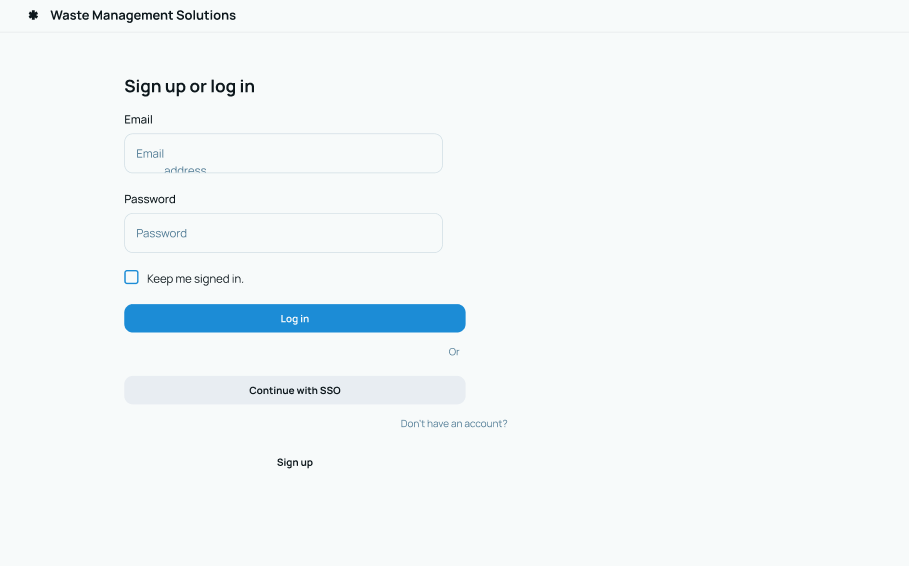 Waste Management Solutions
Sign up or log in
Email
Email
address
Password
Password
Keep me signed in.
Log in
Or
Continue with SSO
Don't have an account?
Sign up